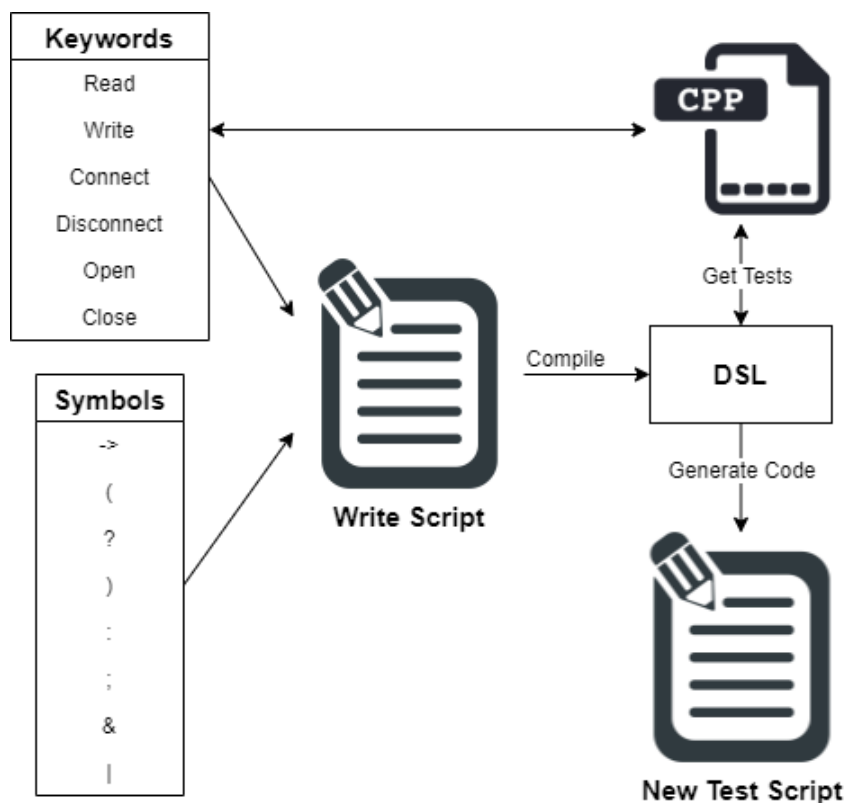 Keywords
Read
Write
Connect
Disconnect
Open
Close
Symbols
->
(
?
)
:
;
&
|
Write Script
CPP
Get Tests
Compile
DSL
Generate Code
New Test Script